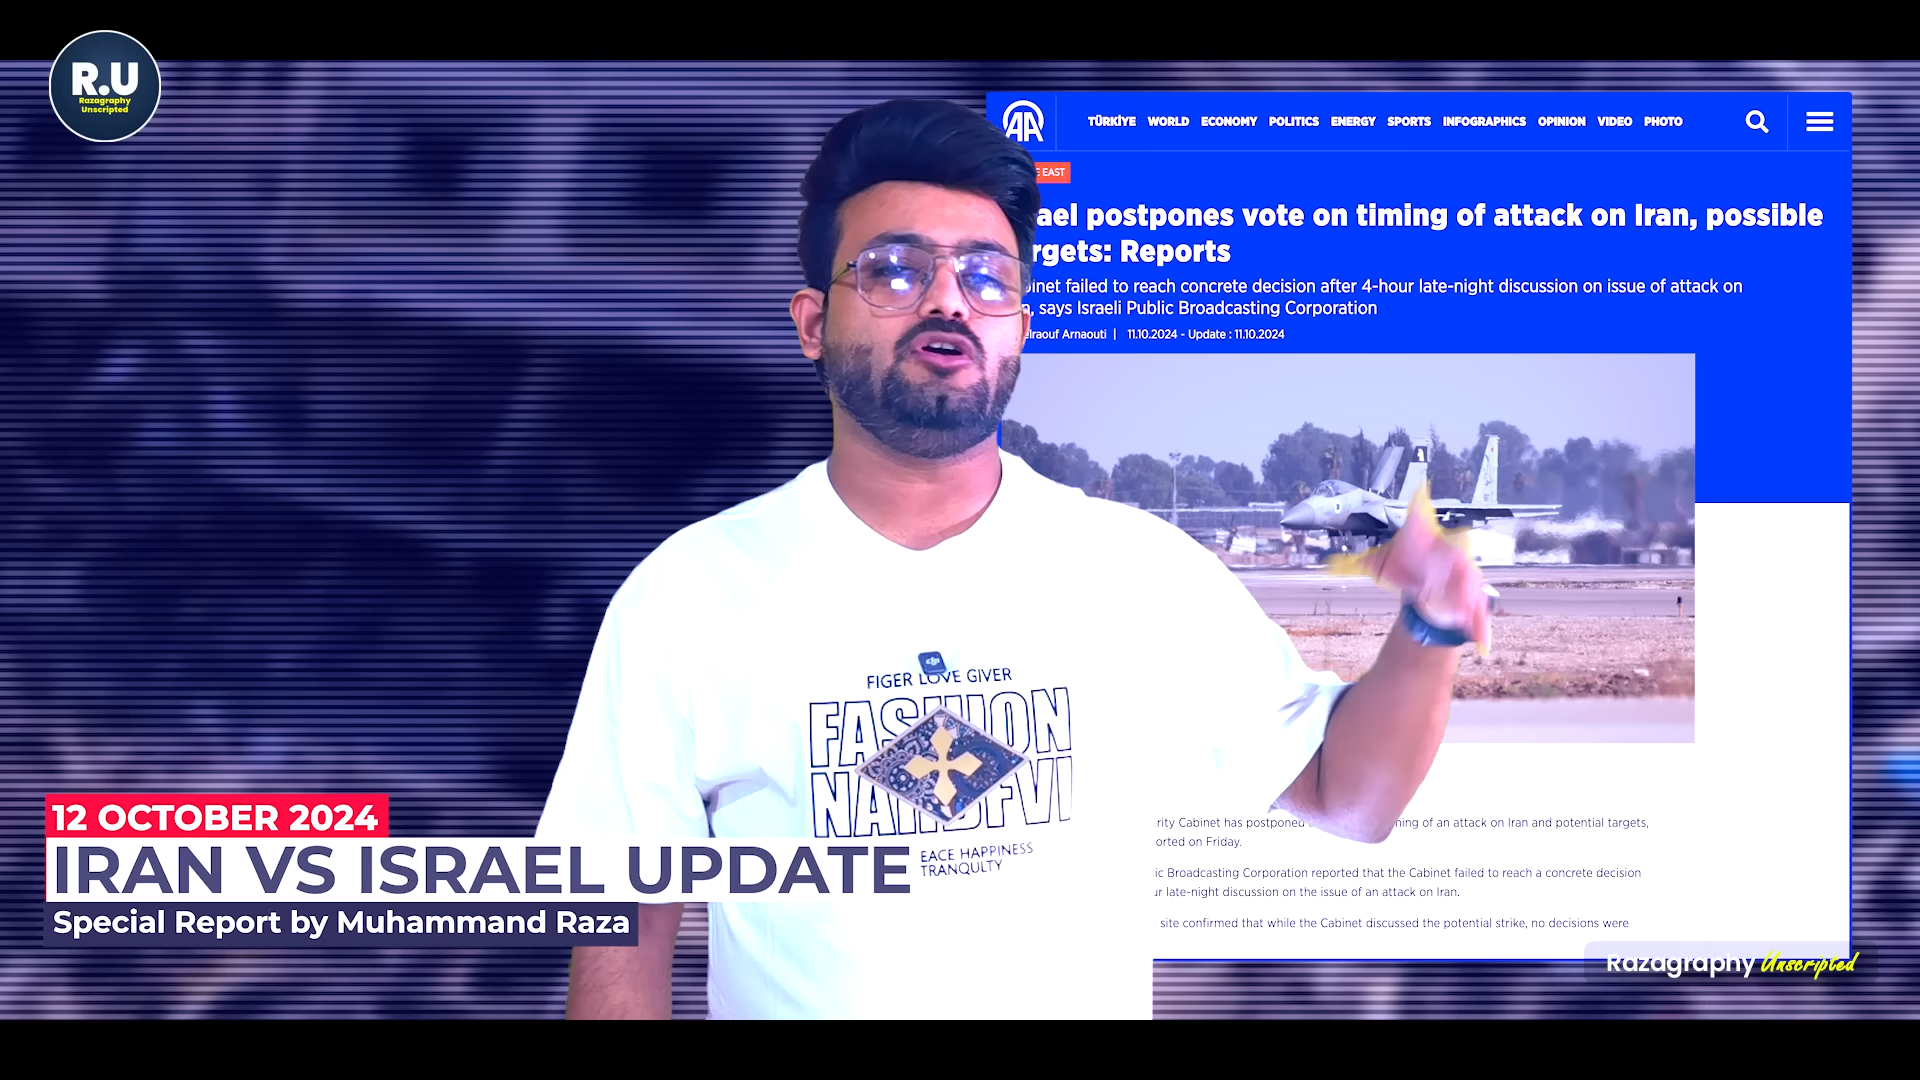 R.U
Razagraphy
Unscripted
TÜRKİYE WORLD ECONOMY POLITICS ENERGY SPORTS INFOGRAPHICS OPINION VIDEO PHOTO
EAST
ael postpones vote on timing of attack on Iran, possible
rgets: Reports
binet failed to reach concrete decision after 4-hour late-night discussion on issue of attack on
n, says Israeli Public Broadcasting Corporation
elraouf Arnaouti | 11.10.2024 - Update : 11.10.2024
FIGER LOVE GIVER
FASHION
EACE HAPPINESS
TRANQULTY
rity Cabinet has postponed ning of an attack on Iran and potential targets,
orted on Friday.
ic Broadcasting Corporation reported that the Cabinet failed to reach a concrete decision
ur late-night discussion on the issue of an attack on Iran.
site confirmed that while the Cabinet discussed the potential strike, no decisions were
12 OCTOBER 2024
IRAN VS ISRAEL UPDATE
Special Report by Muhammand Raza
Razagraphy Unscripted